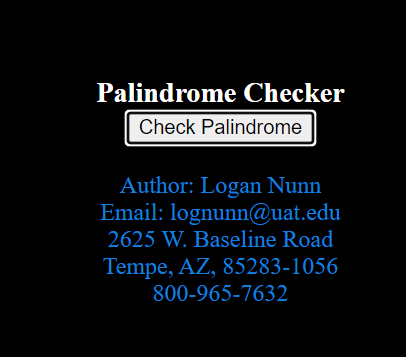 Palindrome Checker
Check Palindrome
Author: Logan Nunn
Email: lognunn@uat.edu
2625 W. Baseline Road
Tempe, AZ, 85283-1056
800-965-7632